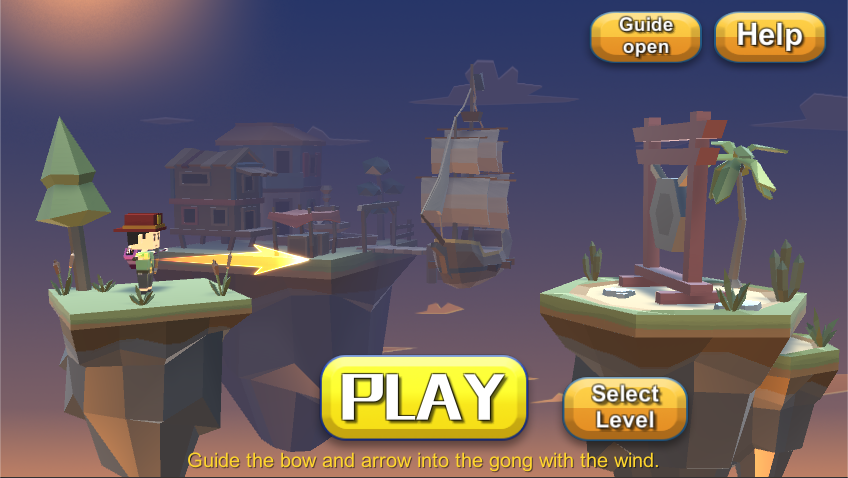 Guide
open
Help
PLAY
Select
Level
Guide the bow and arrow into the gong with the wind.